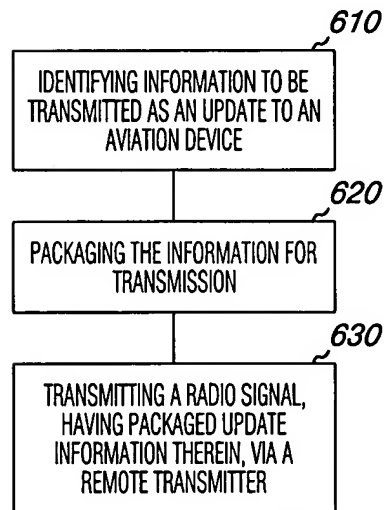 610
IDENTIFYING INFORMATION TO BE
TRANSMITTED AS AN UPDATE TO AN
AVIATION DEVICE
620
PACKAGING THE INFORMATION FOR
TRANSMISSION
630
TRANSMITTING A RADIO SIGNAL,
HAVING PACKAGED UPDATE
INFORMATION THEREIN, VIA A
REMOTE TRANSMITTER